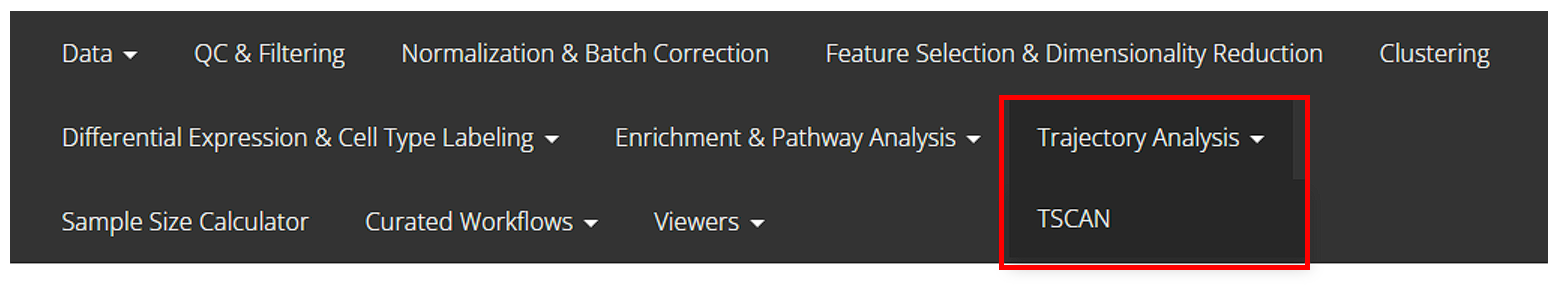 Data QC & Filtering Normalization & Batch Correction Feature Selection & Dimensionality Reduction Clustering
Differential Expression & Cell Type Labeling Enrichment & Pathway Analysis Trajectory Analysis
Sample Size Calculator Curated Workflows Viewers TSCAN